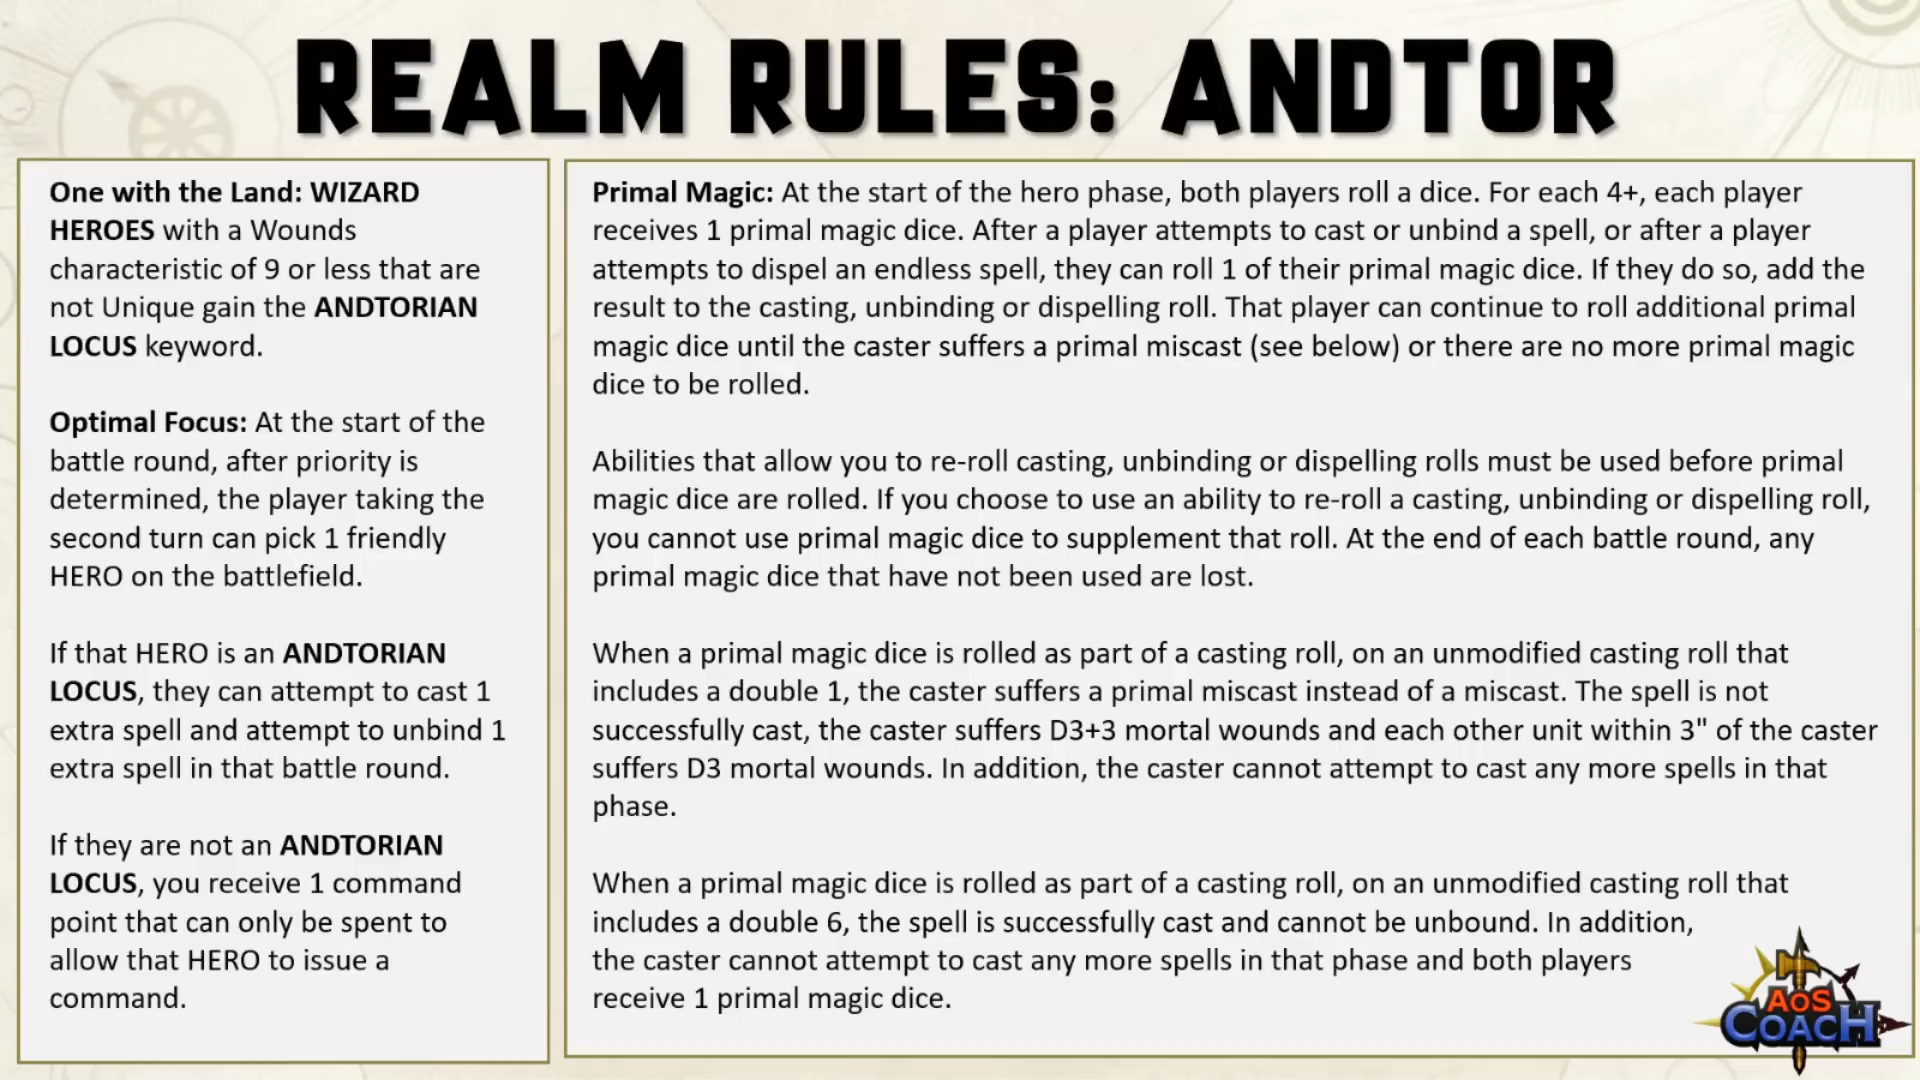 REALM RULES: ANDTOR
One with the Land: WIZARD
HEROES with a Wounds
characteristic of 9 or less that are
not Unique gain the ANDTORIAN
LOCUS keyword.
Optimal Focus: At the start of the
battle round, after priority is
determined, the player taking the
second turn can pick 1 friendly
HERO on the battlefield.
If that HERO is an ANDTORIAN
LOCUS, they can attempt to cast 1
extra spell and attempt to unbind 1
extra spell in that battle round.
If they are not an ANDTORIAN
LOCUS, you receive 1 command
point that can only be spent to
allow that HERO to issue a
command.
Primal Magic: At the start of the hero phase, both players roll a dice. For each 4+, each player
receives 1 primal magic dice. After a player attempts to cast or unbind a spell, or after a player
attempts to dispel an endless spell, they can roll 1 of their primal magic dice. If they do so, add the
result to the casting, unbinding or dispelling roll. That player can continue to roll additional primal
magic dice until the caster suffers a primal miscast (see below) or there are no more primal magic
dice to be rolled.
Abilities that allow you to re-roll casting, unbinding or dispelling rolls must be used before primal
magic dice are rolled. If you choose to use an ability to re-roll a casting, unbinding or dispelling roll,
you cannot use primal magic dice to supplement that roll. At the end of each battle round, any
primal magic dice that have not been used are lost.
When a primal magic dice is rolled as part of a casting roll, on an unmodified casting roll that
includes a double 1, the caster suffers a primal miscast instead of a miscast. The spell is not
successfully cast, the caster suffers D3+3 mortal wounds and each other unit within 3" of the caster
suffers D3 mortal wounds. In addition, the caster cannot attempt to cast any more spells in that
phase.
When a primal magic dice is rolled as part of a casting roll, on an unmodified casting roll that
includes a double 6, the spell is successfully cast and cannot be unbound. In addition,
the caster cannot attempt to cast any more spells in that phase and both players
receive 1 primal magic dice.
AoS
COACH